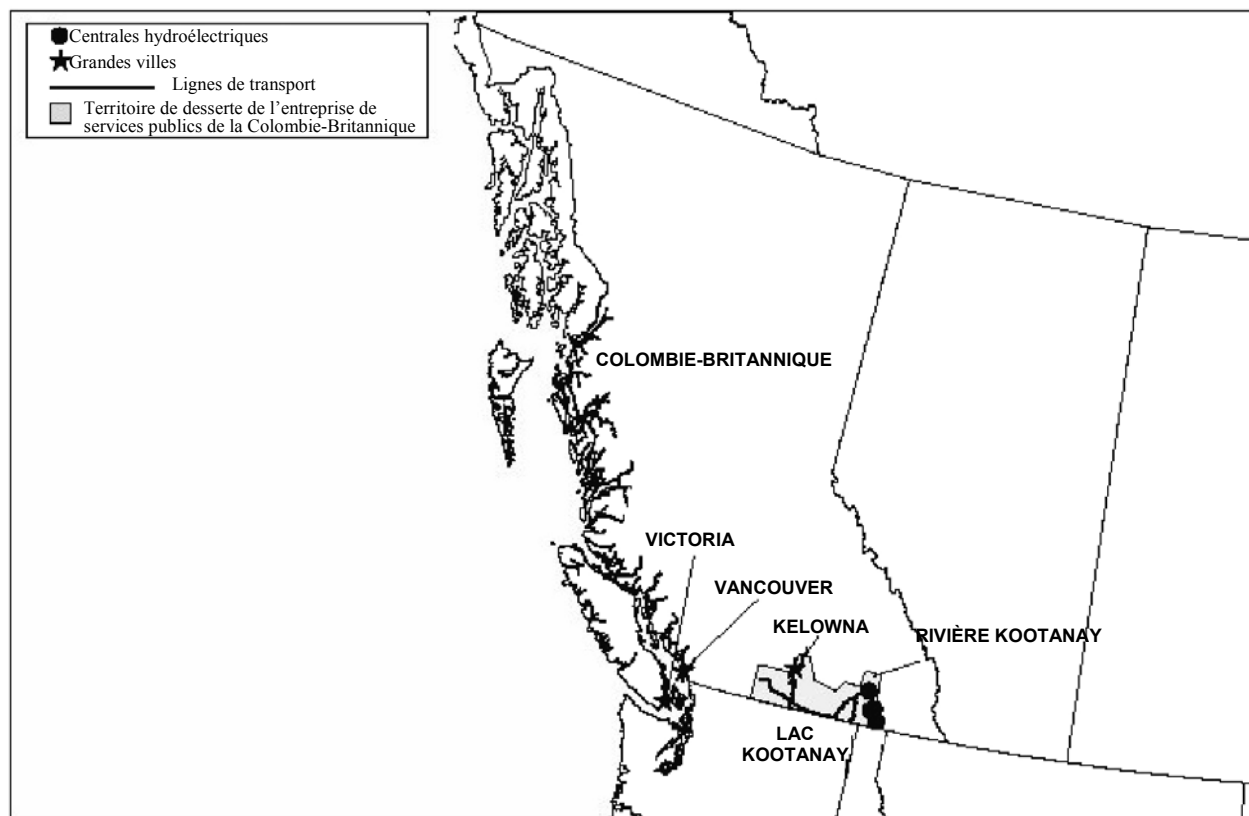 Centrales hydroélectriques
Grandes villes
Lignes de transport
Territoire de desserte de l’entreprise de
services publics de la Colombie-Britannique
COLOMBIE-BRITANNIQUE
VICTORIA
VANCOUVER
KELOWNA
RIVIÈRE KOOTANAY
LAC
KOOTANAY